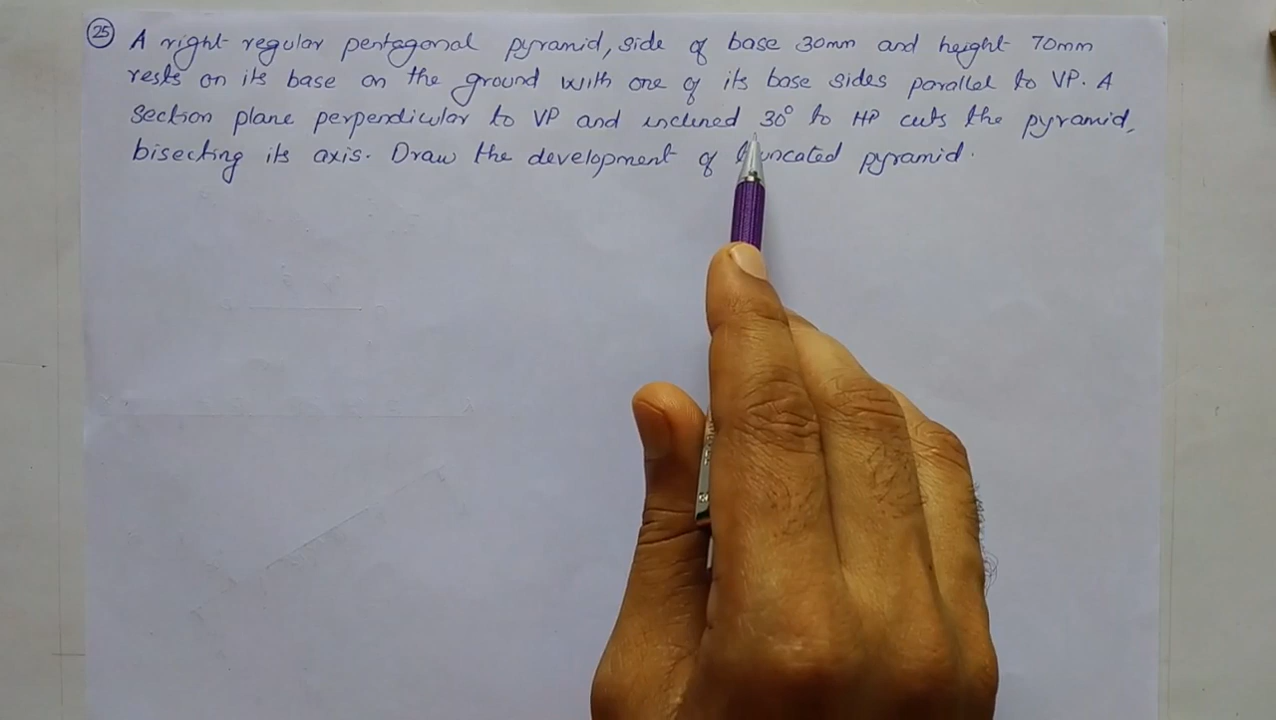 25 A right regular pentagonal pyramid, side of base 30mm and height 70mm
rests on its base on the ground with one of its base sides parallel to VP. A
section plane perpendicular to VP and inclined 30° to HP cuts the pyramid,
bisecting its axis. Draw the development of truncated pyramid.